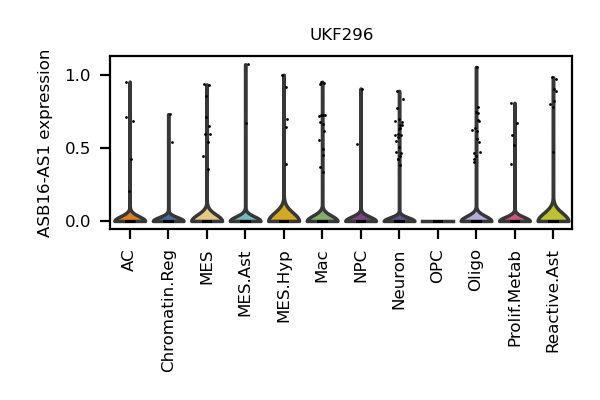 UKF296
ASB16-AS1 expression
1.0
0.5
0.0
AC
Chromatin.Reg
MES
MES.Ast
MES.Hyp
Mac
NPC
Neuron
OPC
Oligo
Prolif.Metab
Reactive.Ast